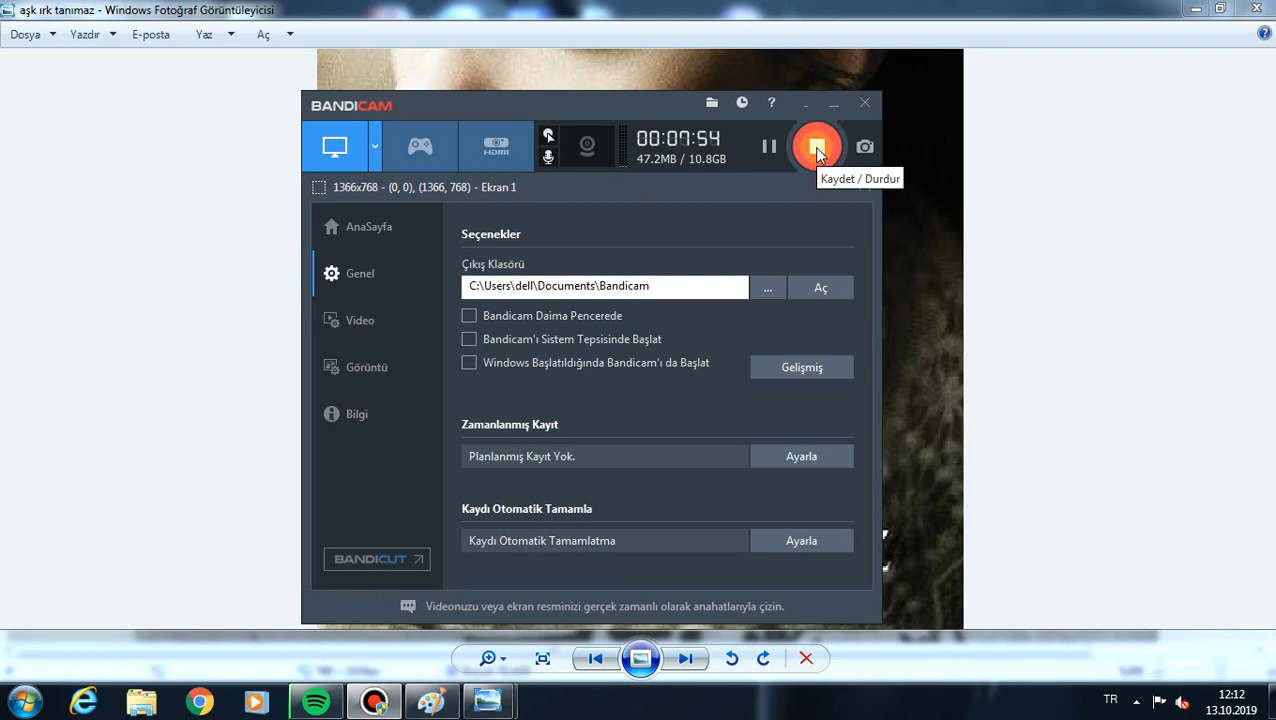 aşk ırk tanımaz - Windows Fotoğraf Görüntüleyicisi
Dosya Yazdır E-posta Yaz Aç
BANDICAM
00:07:54
47.2MB / 10.8GB
HDMI
Kaydet / Durdur
1366x768 - (0, 0), (1366, 768) - Ekran 1
AnaSayfa
Genel
Video
Görüntü
Bilgi
BANDICUT
Seçenekler
Çıkış Klasörü
C:\Users\dell\Documents\Bandicam
...
Aç
Bandicam Daima Pencerede
Bandicam'ı Sistem Tepsisinde Başlat
Windows Başlatıldığında Bandicam'ı da Başlat
Gelişmiş
Zamanlanmış Kayıt
Planlanmış Kayıt Yok.
Ayarla
Kaydı Otomatik Tamamla
Kaydı Otomatik Tamamlatma
Ayarla
Videonuzu veya ekran resminizi gerçek zamanlı olarak anahatlarıyla çizin.
TR
12:12
13.10.2019